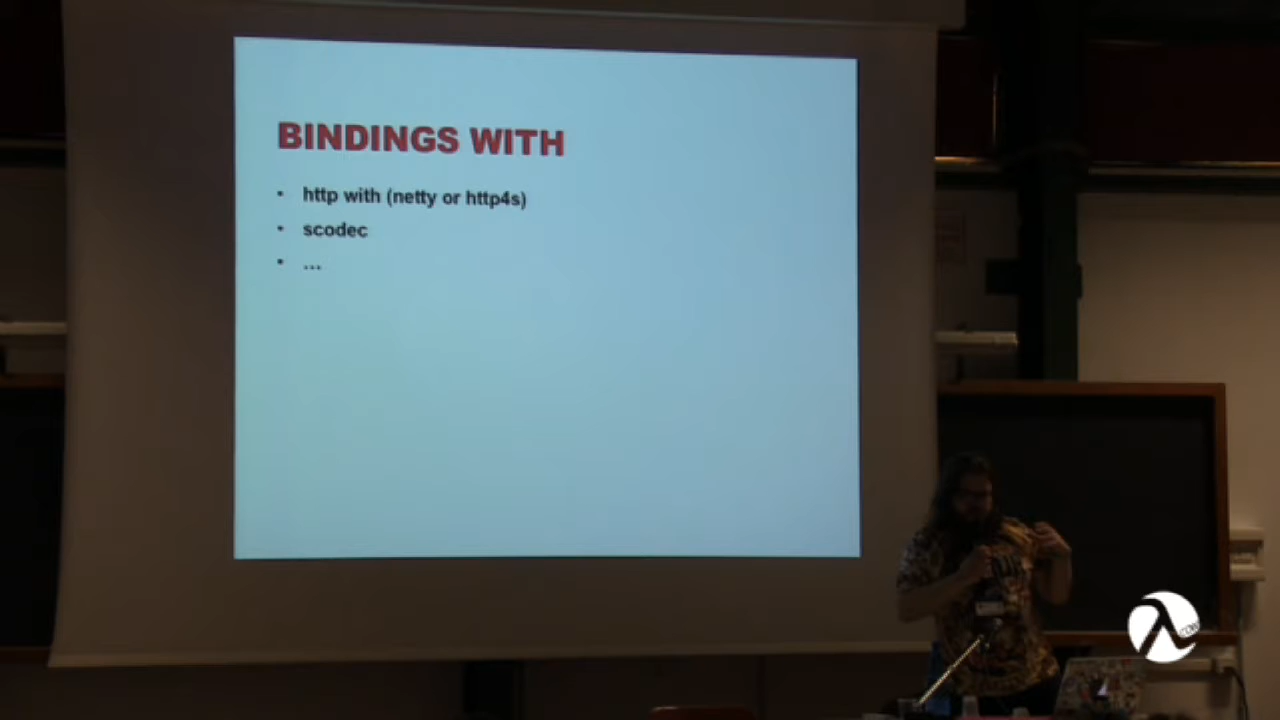 BINDINGS WITH
• http with (netty or http4s)
• scodec
• ...